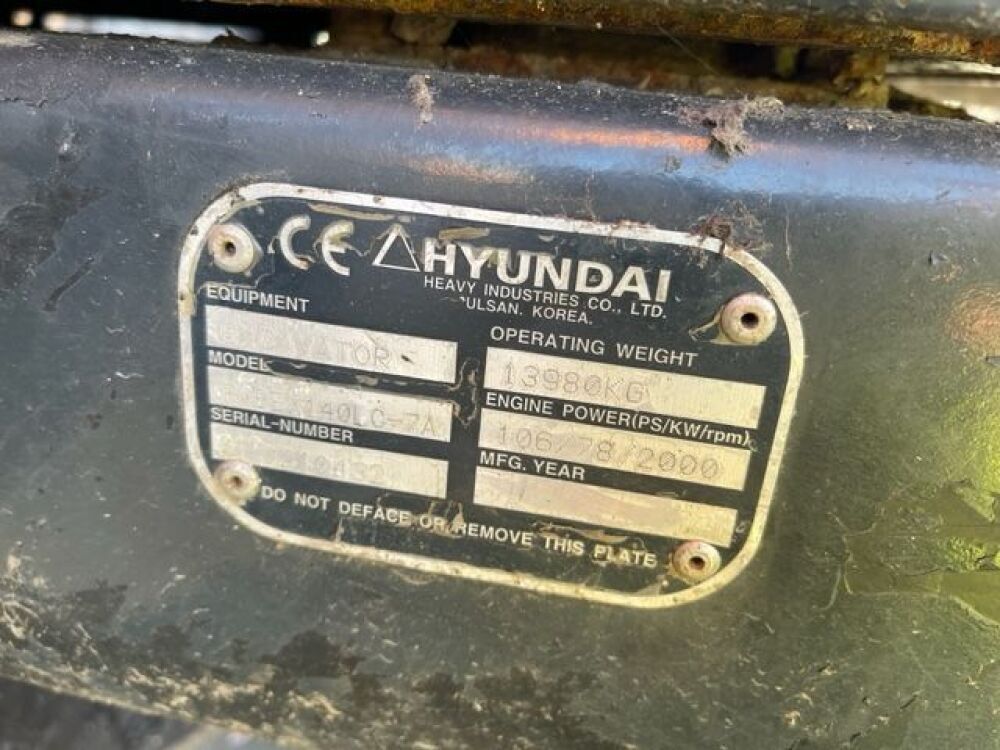 CE HYUNDAI
HEAVY INDUSTRIES CO., LTD.
ULSAN. KOREA.
EQUIPMENT
VATOR
MODEL
140LC-7A
SERIAL-NUMBER
OPERATING WEIGHT
13980KG
ENGINE POWER(PS/KW/rpm)
106/78/2000
MFG. YEAR
DO NOT DEFACE OR REMOVE THIS PLATE